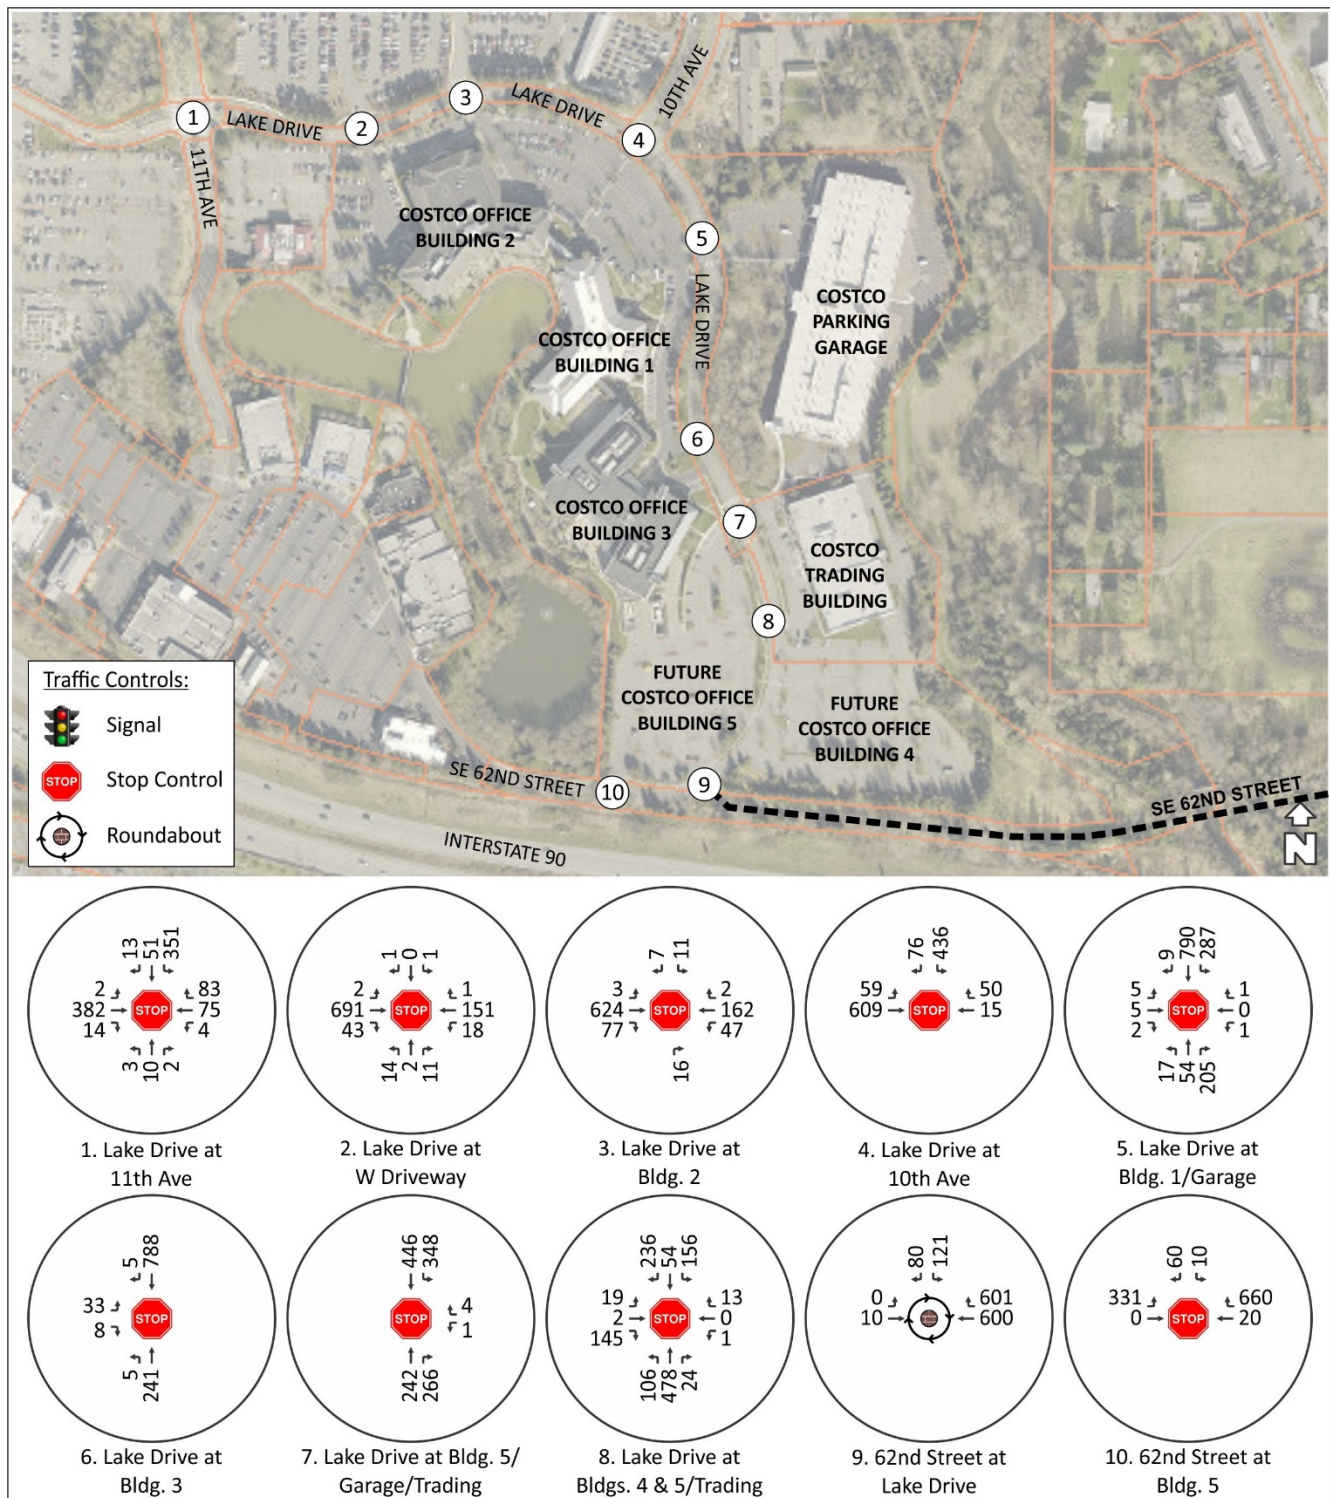 LAKE DRIVE
10TH AVE
1
2
3
4
LAKE DRIVE
11TH AVE
COSTCO OFFICE
BUILDING 2
5
LAKE DRIVE
COSTCO
PARKING
GARAGE
COSTCO OFFICE
BUILDING 1
6
COSTCO OFFICE
BUILDING 3
7
COSTCO
TRADING
BUILDING
8
FUTURE
COSTCO OFFICE
BUILDING 5
FUTURE
COSTCO OFFICE
BUILDING 4
SE 62ND STREET
10
9
SE 62ND STREET
INTERSTATE 90
N
Traffic Controls:
Signal
STOP Stop Control
Roundabout
13 51 351
2 83
382 STOP 75
14 4
3 10 2
1. Lake Drive at
11th Ave
1 0 1
2 1
691 STOP 151
43 18
14 2 11
2. Lake Drive at
W Driveway
7 11
3 2
624 STOP 162
77 47
16
3. Lake Drive at
Bldg. 2
76 436
59 50
609 STOP 15
4. Lake Drive at
10th Ave
9 790 287
5 1
5 STOP 0
2 1
17 54 205
5. Lake Drive at
Bldg. 1/Garage
5 788
33
STOP
8
5 241
6. Lake Drive at
Bldg. 3
446 348
4
STOP
1
242 266
7. Lake Drive at Bldg. 5/
Garage/Trading
236 54 156
19 13
2 STOP 0
145 1
106 478 24
8. Lake Drive at
Bldgs. 4 & 5/Trading
80 121
0 601
10 600
9. 62nd Street at
Lake Drive
60 10
331 660
0 STOP 20
10. 62nd Street at
Bldg. 5